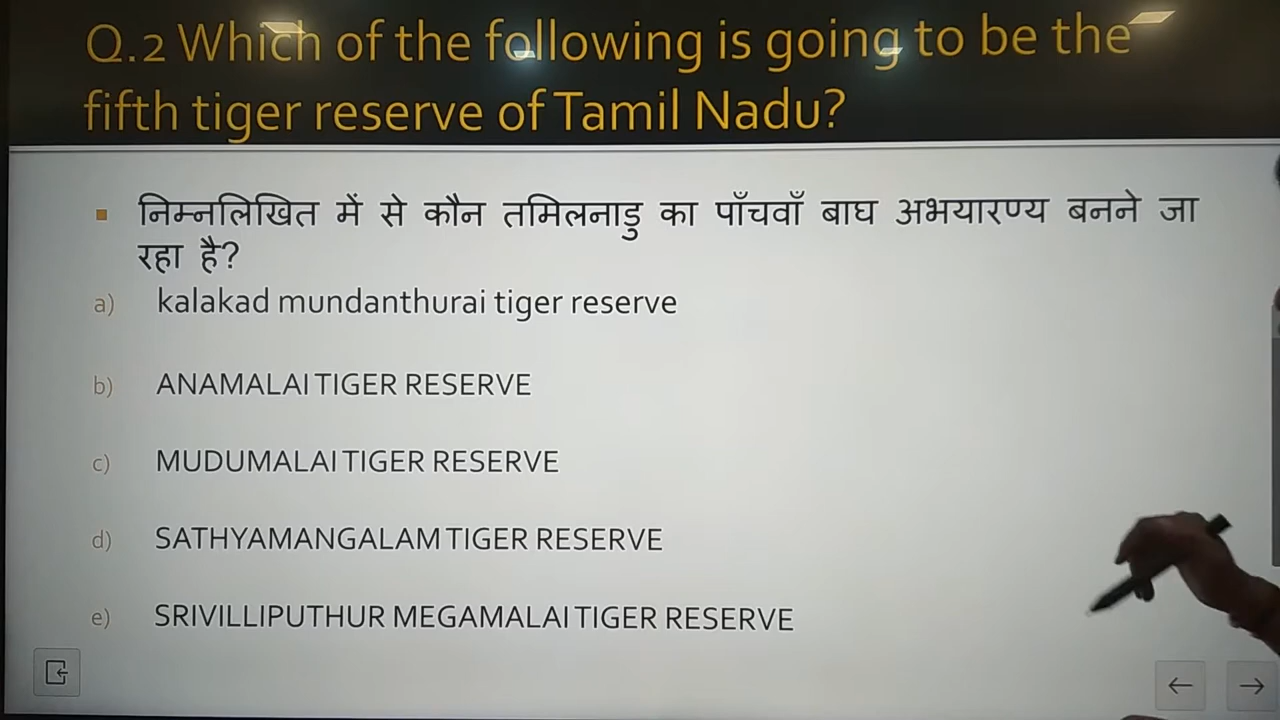 Q.2 Which of the following is going to be the
fifth tiger reserve of Tamil Nadu?
निम्नलिखित में से कौन तमिलनाडु का पाँचवाँ बाघ अभयारण्य बनने जा
रहा है?
a) kalakad mundanthurai tiger reserve
b) ANAMALAI TIGER RESERVE
c) MUDUMALAI TIGER RESERVE
d) SATHYAMANGALAM TIGER RESERVE
e) SRIVILLIPUTHUR MEGAMALAI TIGER RESERVE